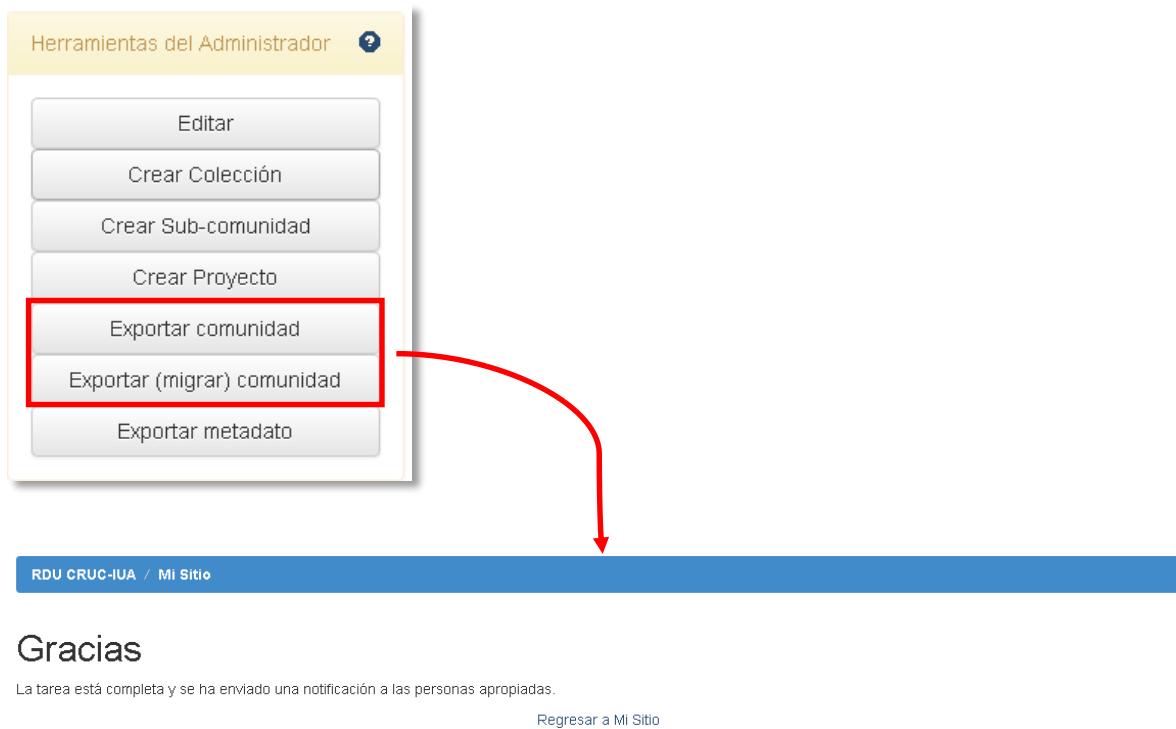 Herramientas del Administrador ?
Editar
Crear Colección
Crear Sub-comunidad
Crear Proyecto
Exportar comunidad
Exportar (migrar) comunidad
Exportar metadato
RDU CRUC-IUA / Mi Sitio
Gracias
La tarea está completa y se ha enviado una notificación a las personas apropiadas.
Regresar a Mi Sitio